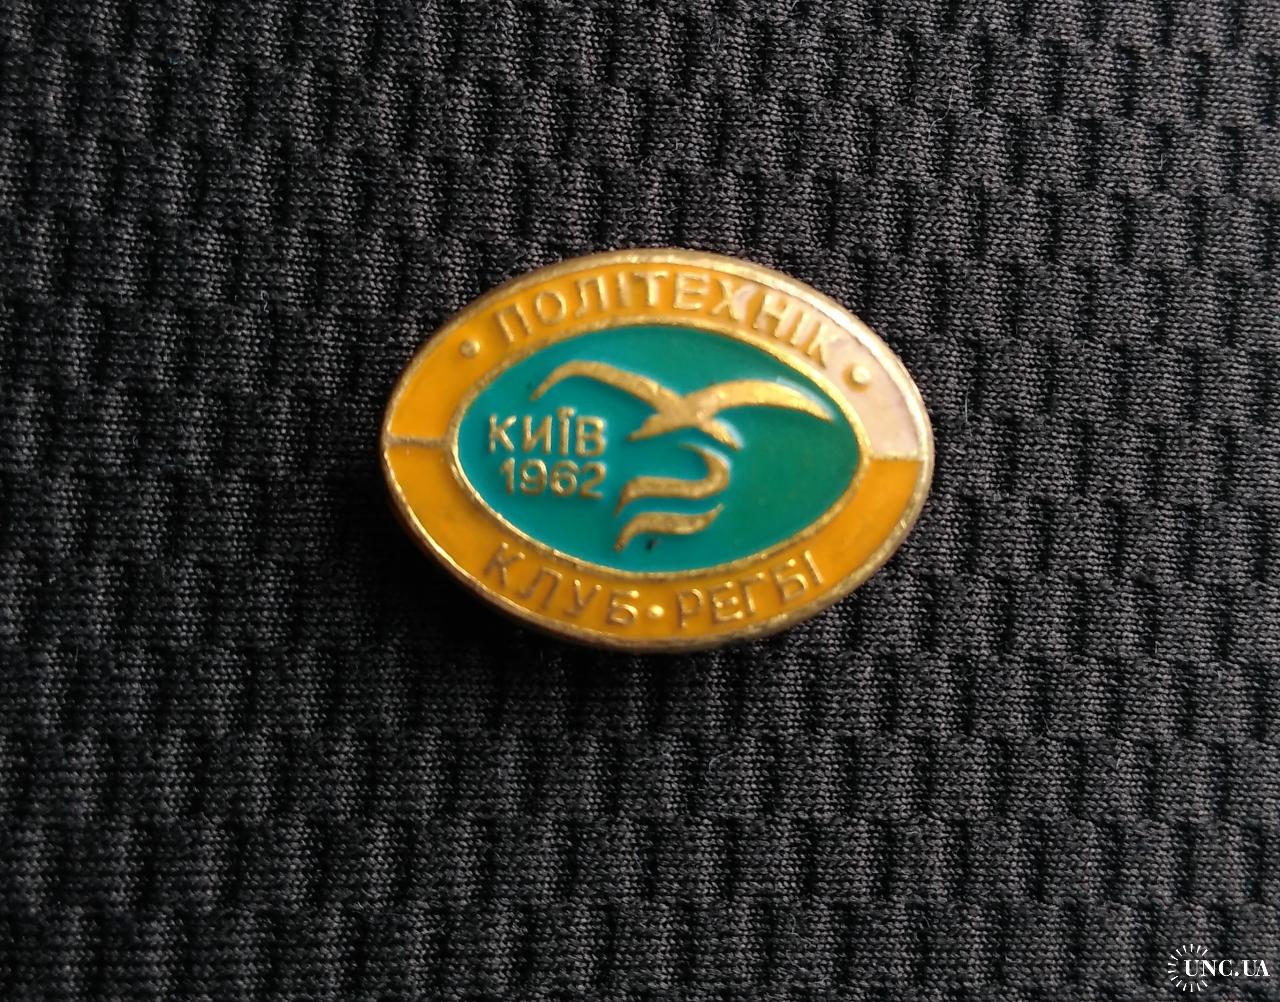 • ПОЛІТЕХНІК •
КИЇВ
1962
КЛУБ • РЕГБІ
UNC.UA